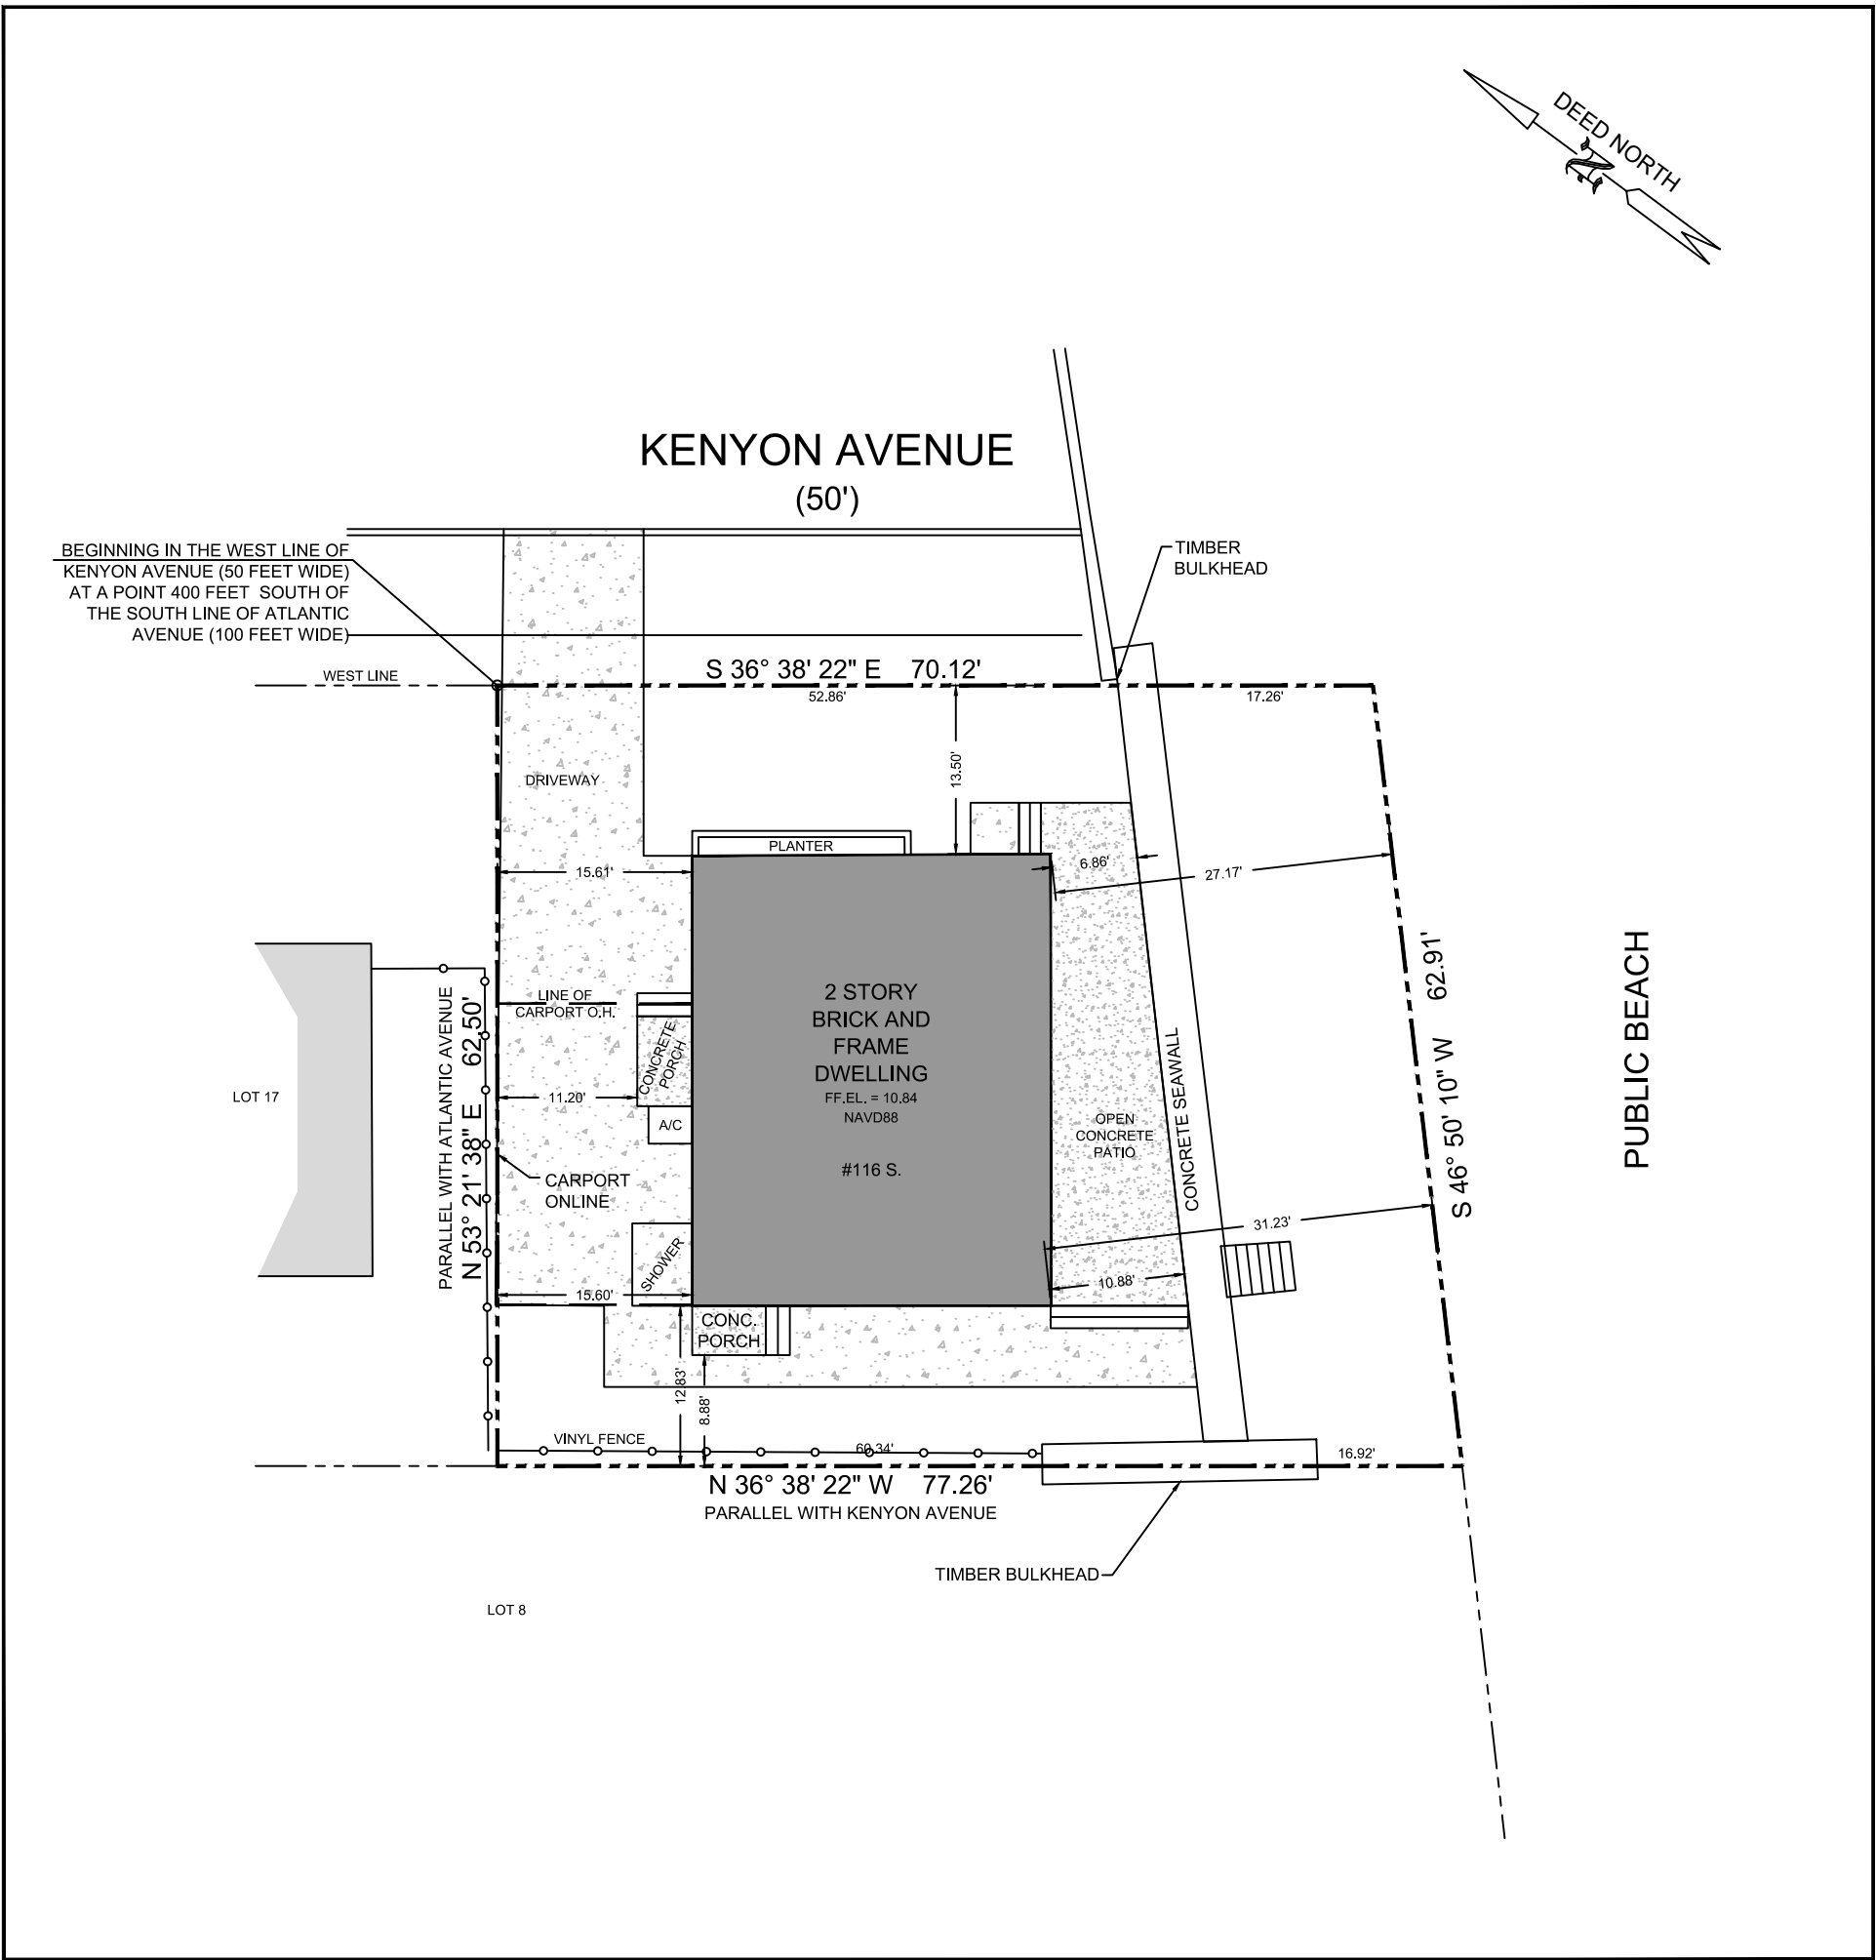 DEED NORTH
N
KENYON AVENUE
(50')
BEGINNING IN THE WEST LINE OF
KENYON AVENUE (50 FEET WIDE)
AT A POINT 400 FEET SOUTH OF
THE SOUTH LINE OF ATLANTIC
AVENUE (100 FEET WIDE)
TIMBER
BULKHEAD
WEST LINE
S 36° 38' 22" E 70.12'
52.86'
17.26'
13.50'
DRIVEWAY
PLANTER
15.61'
6.86'
27.17'
62.91'
S 46° 50' 10" W
PUBLIC BEACH
LINE OF
CARPORT O.H.
CONCRETE
PORCH
2 STORY
BRICK AND
FRAME
DWELLING
FF.EL. = 10.84
NAVD88
#116 S.
PARALLEL WITH ATLANTIC AVENUE
N 53° 21' 38" E 62.50'
LOT 17
11.20'
A/C
OPEN
CONCRETE
PATIO
CONCRETE SEAWALL
CARPORT
ONLINE
SHOWER
31.23'
10.88'
15.60'
CONC.
PORCH
12.83'
8.88'
VINYL FENCE
60.34'
16.92'
N 36° 38' 22" W 77.26'
PARALLEL WITH KENYON AVENUE
TIMBER BULKHEAD
LOT 8